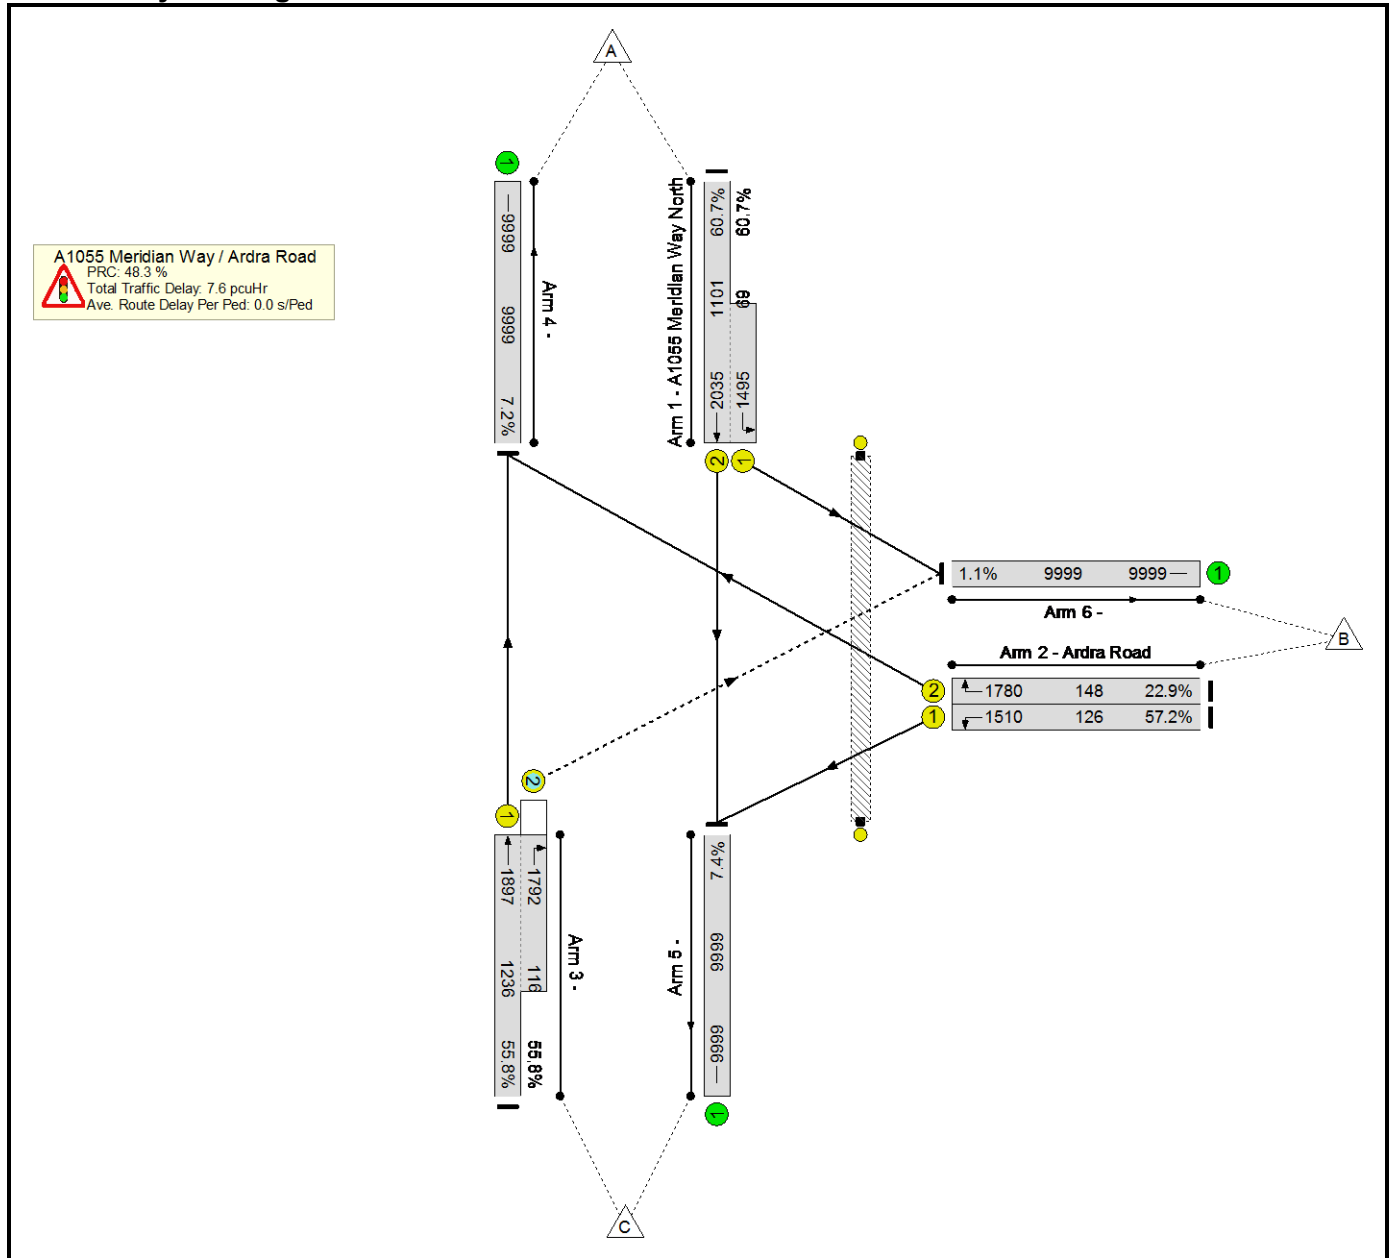 A
1
9999
9999
7.2%
Arm 4 -
Arm 1 - A1055 Meridian Way North
60.7%
1101
2035
60.7%
69
1495
A1055 Meridian Way / Ardra Road
PRC: 48.3 %
Total Traffic Delay: 7.6 pcuHr
Ave. Route Delay Per Ped: 0.0 s/Ped
2
1
1.1% 9999 9999
1
Arm 6 -
B
Arm 2 - Ardra Road
2
1780 148 22.9%
1
1510 126 57.2%
2
1
1897
1236
55.8%
1792
116
55.8%
Arm 3 -
Arm 5 -
7.4%
9999
9999
1
C